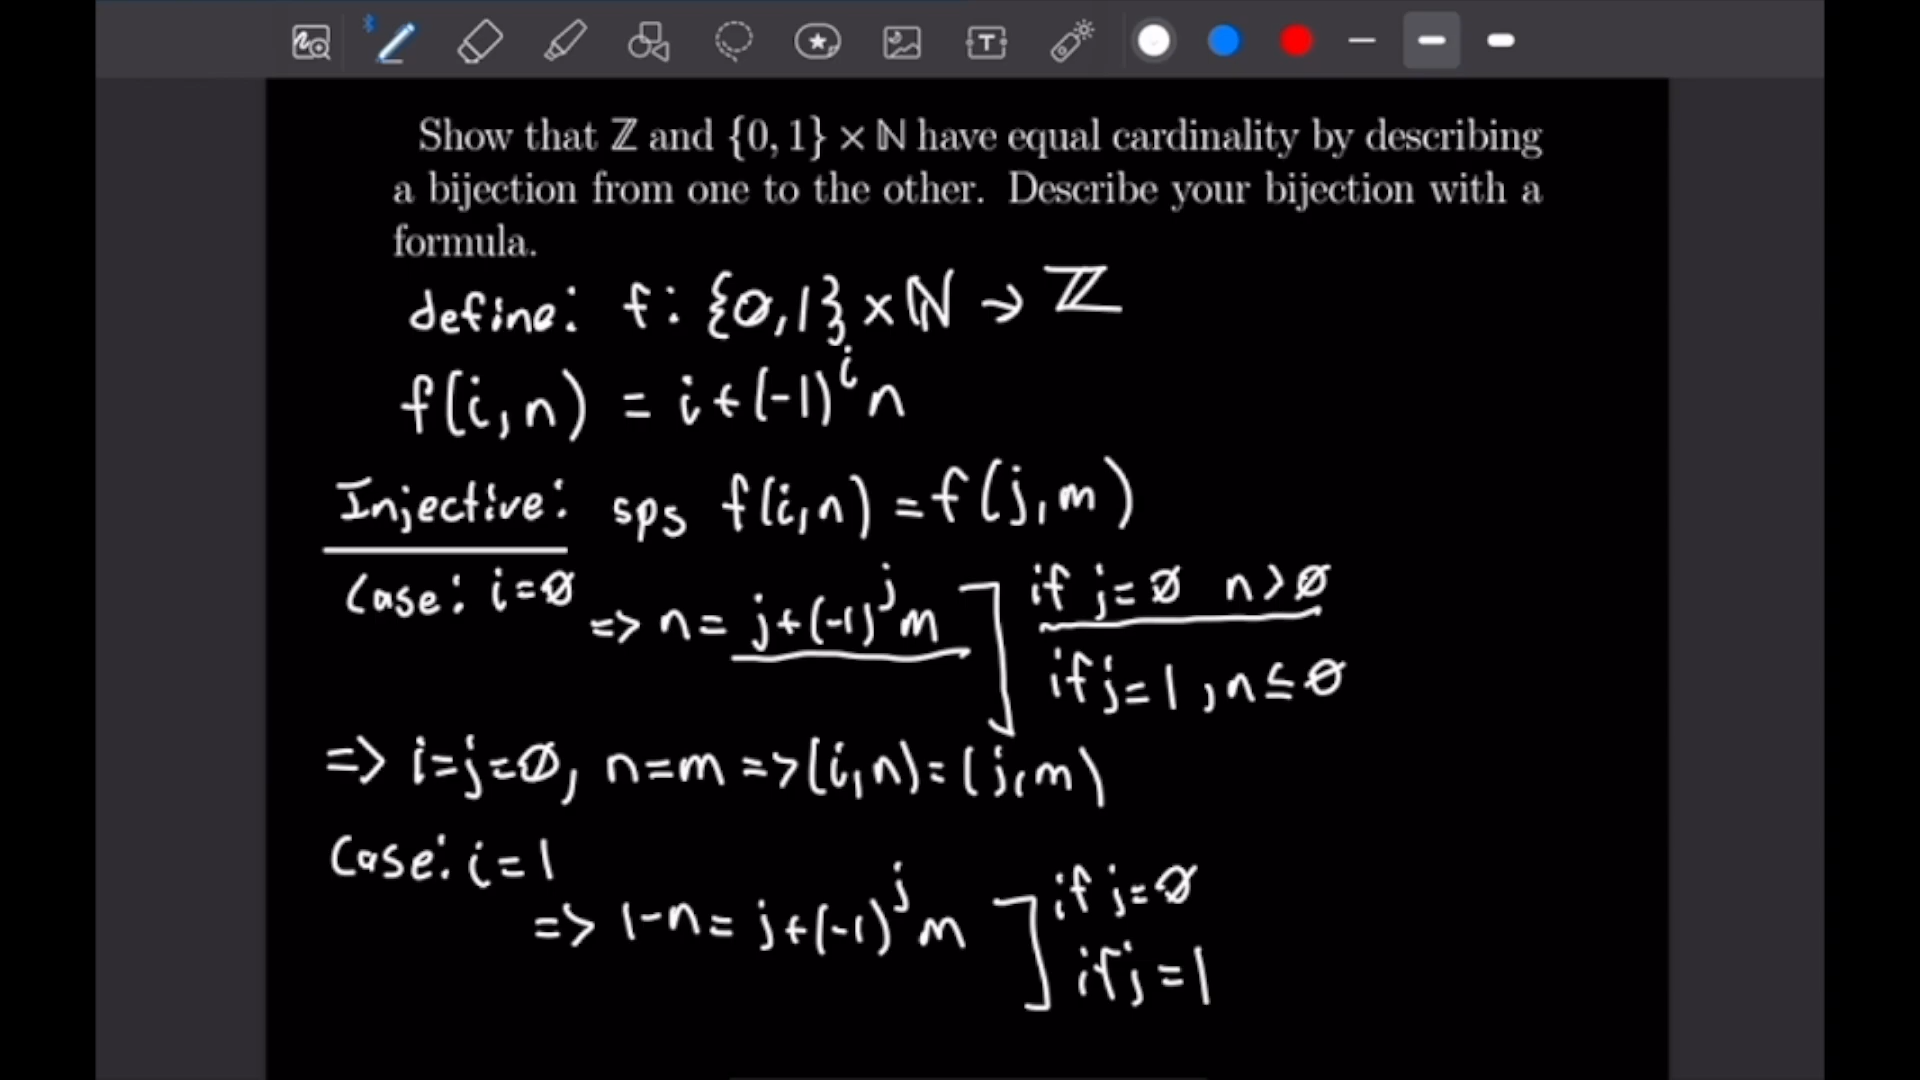 Show that ℤ and {0, 1} × ℕ have equal cardinality by describing
a bijection from one to the other. Describe your bijection with a
formula.
define: f: {0,1} × ℕ → ℤ
f(i,n) = i+(-1)^i n
Injective: sps f(i,n) = f(j,m)
Case: i=0
=> n = j+(-1)^j m ] if j=0 n>0
if j=1, n≤0
=> i=j=0, n=m => (i,n)=(j,m)
Case: i=1
=> 1-n = j+(-1)^j m ] if j=0
if j=1